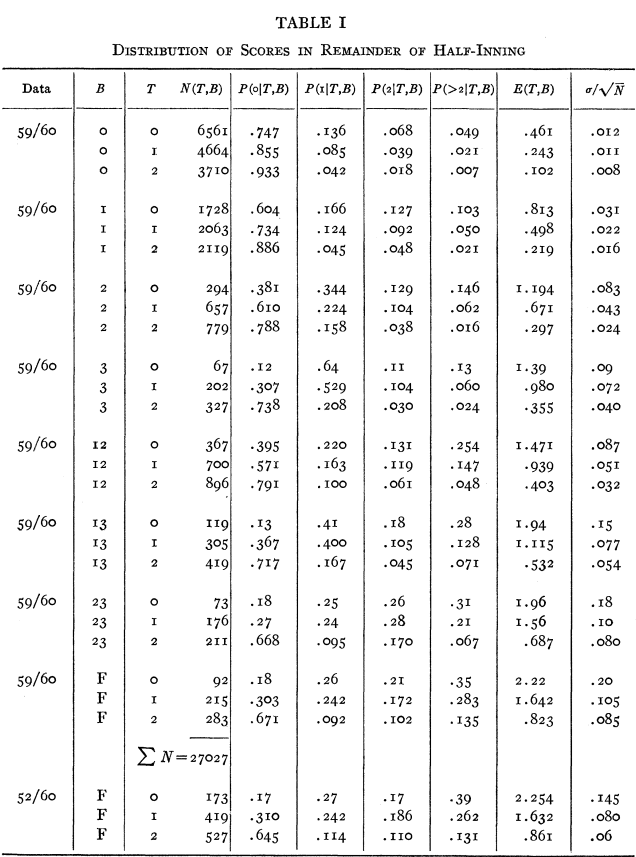 TABLE I
DISTRIBUTION OF SCORES IN REMAINDER OF HALF-INNING
Data B T N(T,B) P(0|T,B) P(1|T,B) P(2|T,B) P(>2|T,B) E(T,B) σ/√N
59/60 0 0 6561 .747 .136 .068 .049 .461 .012
0 1 4664 .855 .085 .039 .021 .243 .011
0 2 3710 .933 .042 .018 .007 .102 .008
59/60 1 0 1728 .604 .166 .127 .103 .813 .031
1 1 2063 .734 .124 .092 .050 .498 .022
1 2 2119 .886 .045 .048 .021 .219 .016
59/60 2 0 294 .381 .344 .129 .146 1.194 .083
2 1 657 .610 .224 .104 .062 .671 .043
2 2 779 .788 .158 .038 .016 .297 .024
59/60 3 0 67 .12 .64 .11 .13 1.39 .09
3 1 202 .307 .529 .104 .060 .980 .072
3 2 327 .738 .208 .030 .024 .355 .040
59/60 12 0 367 .395 .220 .131 .254 1.471 .087
12 1 700 .571 .163 .119 .147 .939 .051
12 2 896 .791 .100 .061 .048 .403 .032
59/60 13 0 119 .13 .41 .18 .28 1.94 .15
13 1 305 .367 .400 .105 .128 1.115 .077
13 2 419 .717 .167 .045 .071 .532 .054
59/60 23 0 73 .18 .25 .26 .31 1.96 .18
23 1 176 .27 .24 .28 .21 1.56 .10
23 2 211 .668 .095 .170 .067 .687 .080
59/60 F 0 92 .18 .26 .21 .35 2.22 .20
F 1 215 .303 .242 .172 .283 1.642 .105
F 2 283 .671 .092 .102 .135 .823 .085
∑ N=27027
52/60 F 0 173 .17 .27 .17 .39 2.254 .145
F 1 419 .310 .242 .186 .262 1.632 .080
F 2 527 .645 .114 .110 .131 .861 .06